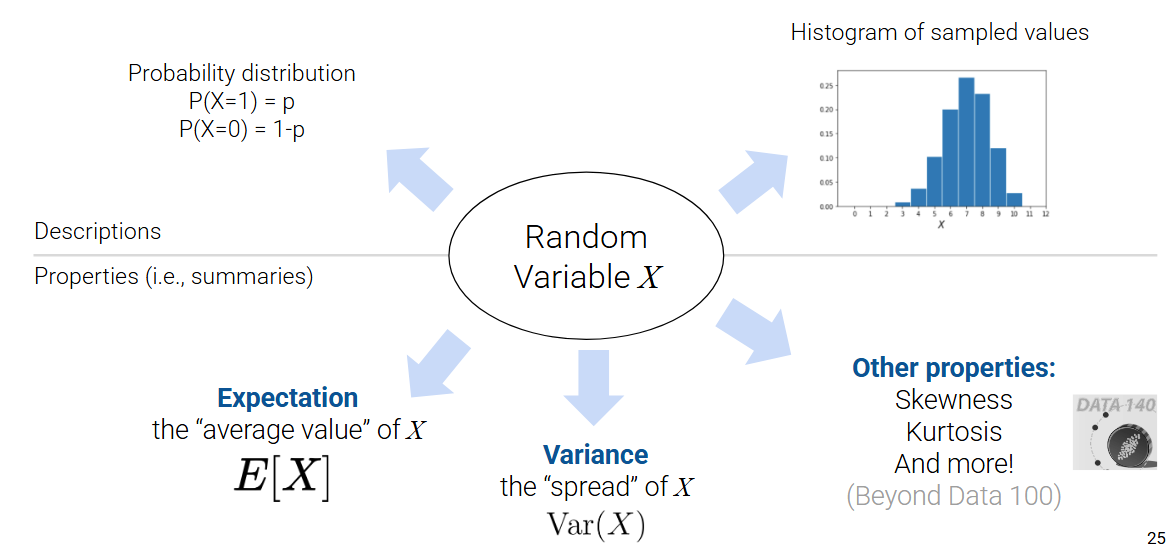 Histogram of sampled values
Probability distribution
P(X=1) = p
P(X=0) = 1-p
0.25
0.20
0.15
0.10
0.05
0.00
0 1 2 3 4 5 6 7 8 9 10 11 12
X
Descriptions
Random
Variable X
Properties (i.e., summaries)
Expectation
the “average value” of X
E[X]
Variance
the “spread” of X
Var(X)
Other properties:
Skewness
Kurtosis
And more!
(Beyond Data 100)
DATA 140
25